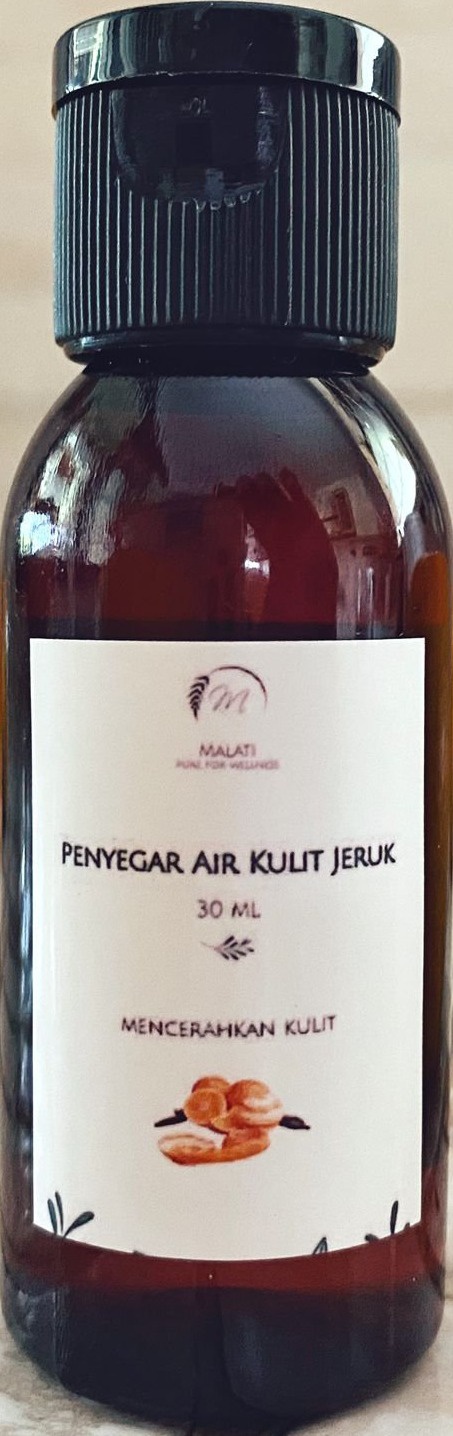 M
MALATI
PURE FOR WELLNESS
PENYEGAR AIR KULIT JERUK
30 ML
MENCERAHKAN KULIT